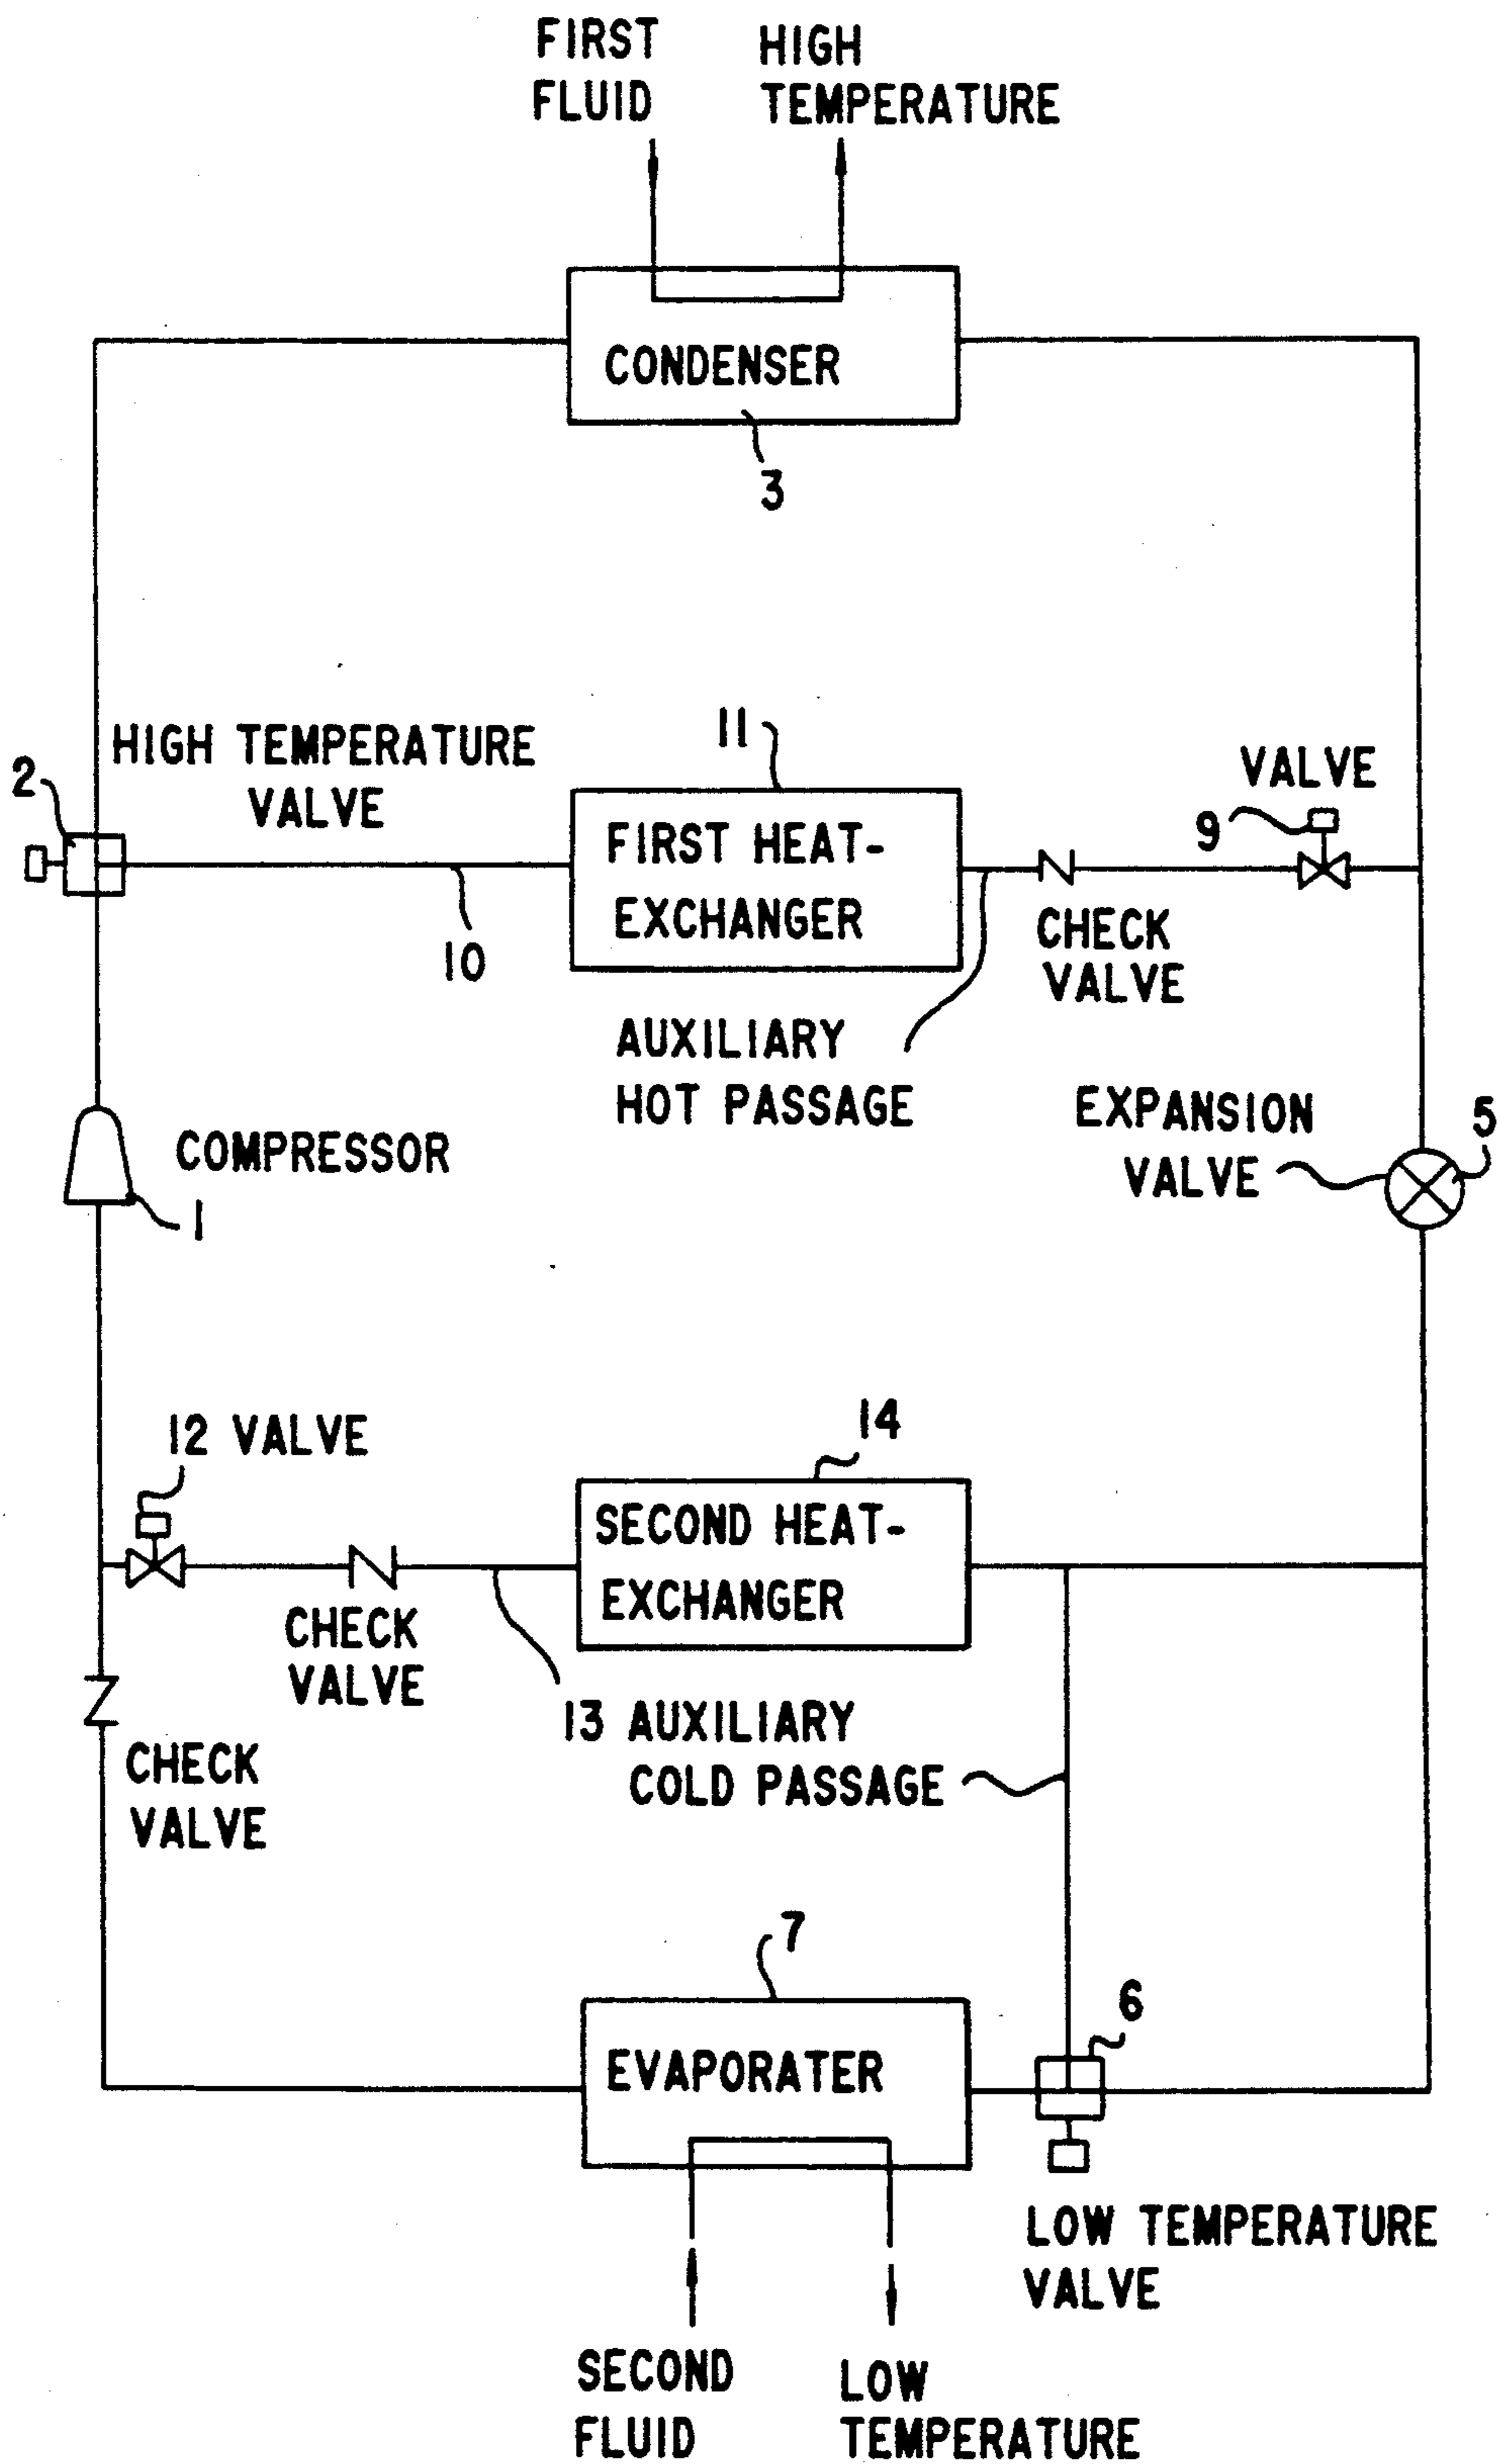 FIRST
FLUID
HIGH
TEMPERATURE
CONDENSER
3
HIGH TEMPERATURE
VALVE
2
10
11
FIRST HEAT-
EXCHANGER
VALVE
9
CHECK
VALVE
AUXILIARY
HOT PASSAGE
COMPRESSOR
1
EXPANSION
VALVE
5
12 VALVE
14
SECOND HEAT-
EXCHANGER
CHECK
VALVE
13 AUXILIARY
COLD PASSAGE
CHECK
VALVE
7
EVAPORATER
6
LOW TEMPERATURE
VALVE
SECOND
FLUID
LOW
TEMPERATURE